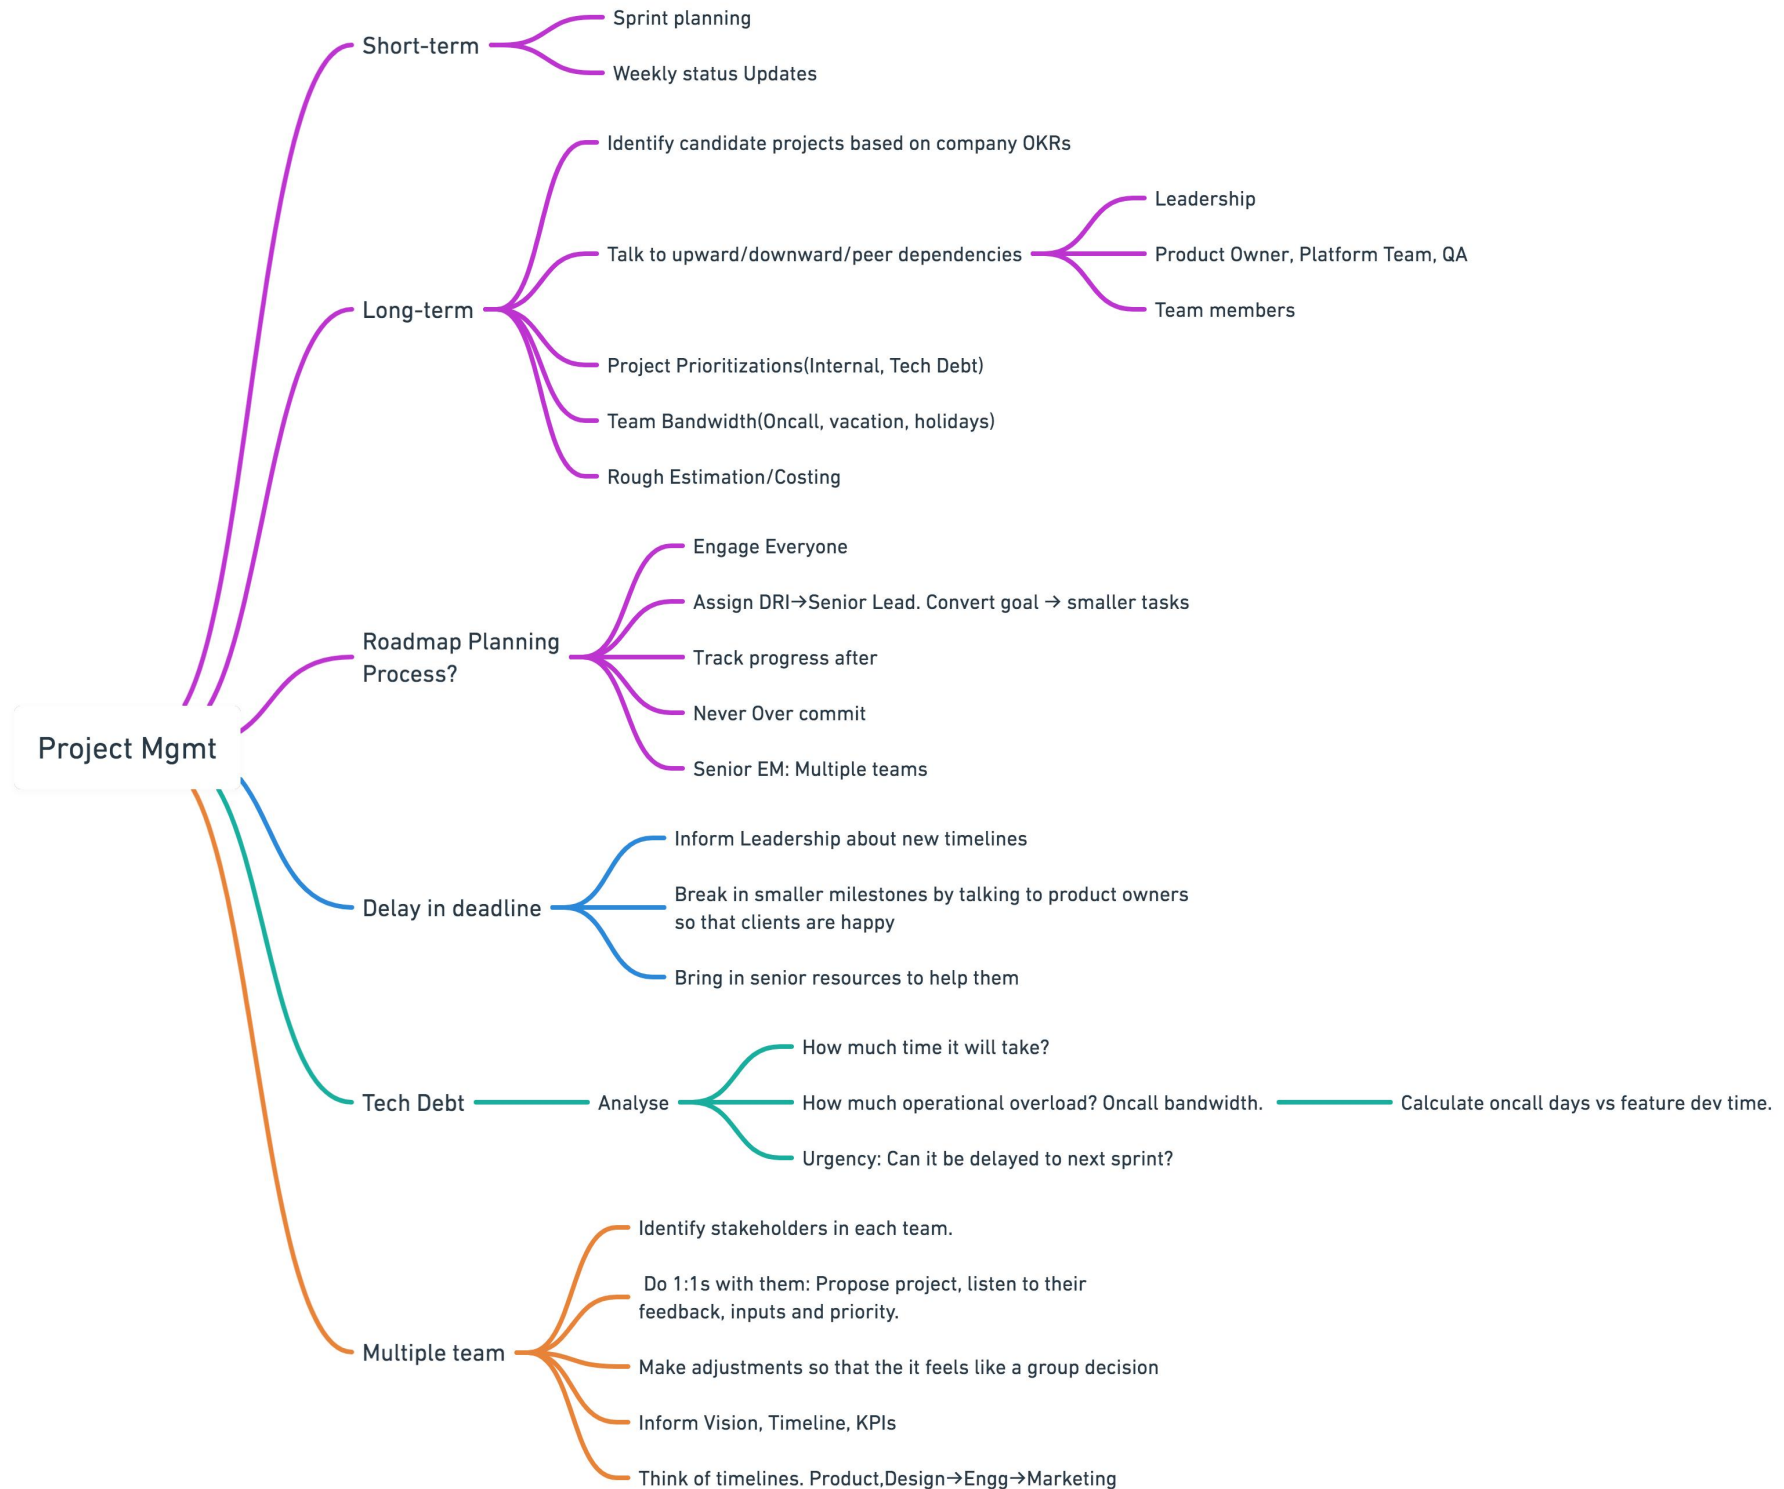 Sprint planning
Short-term
Weekly status Updates
Identify candidate projects based on company OKRs
Leadership
Talk to upward/downward/peer dependencies
Product Owner, Platform Team, QA
Team members
Long-term
Project Prioritizations(Internal, Tech Debt)
Team Bandwidth(Oncall, vacation, holidays)
Rough Estimation/Costing
Engage Everyone
Assign DRI→Senior Lead. Convert goal → smaller tasks
Roadmap Planning
Process?
Track progress after
Never Over commit
Senior EM: Multiple teams
Project Mgmt
Inform Leadership about new timelines
Delay in deadline
Break in smaller milestones by talking to product owners
so that clients are happy
Bring in senior resources to help them
How much time it will take?
Tech Debt
Analyse
How much operational overload? Oncall bandwidth.
Calculate oncall days vs feature dev time.
Urgency: Can it be delayed to next sprint?
Identify stakeholders in each team.
Do 1:1s with them: Propose project, listen to their
feedback, inputs and priority.
Multiple team
Make adjustments so that the it feels like a group decision
Inform Vision, Timeline, KPIs
Think of timelines. Product,Design→Engg→Marketing